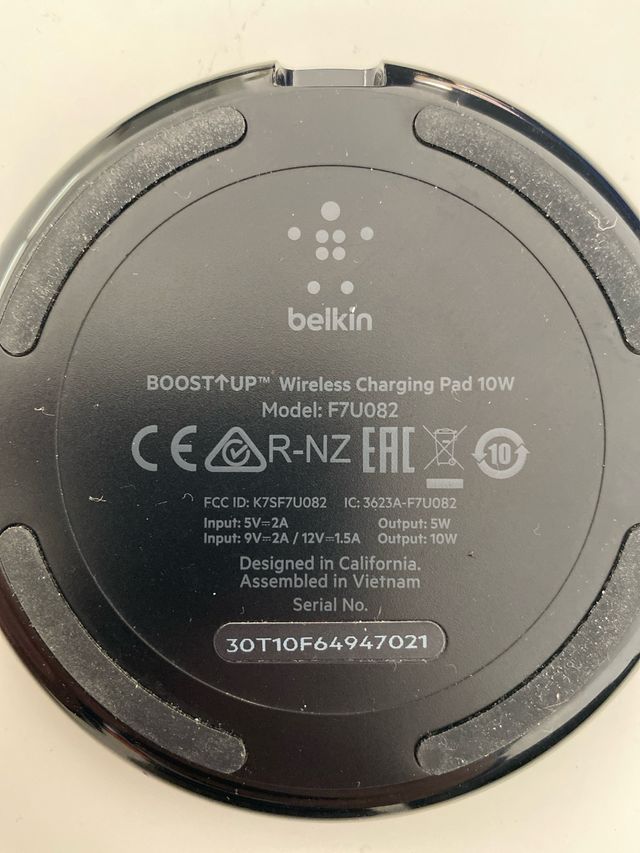 belkin
BOOST↑UP™ Wireless Charging Pad 10W
Model: F7U082
CE R-NZ EAC 10
FCC ID: K7SF7U082 IC: 3623A-F7U082
Input: 5V⎓2A Output: 5W
Input: 9V⎓2A / 12V⎓1.5A Output: 10W
Designed in California.
Assembled in Vietnam
Serial No.
30T10F64947021